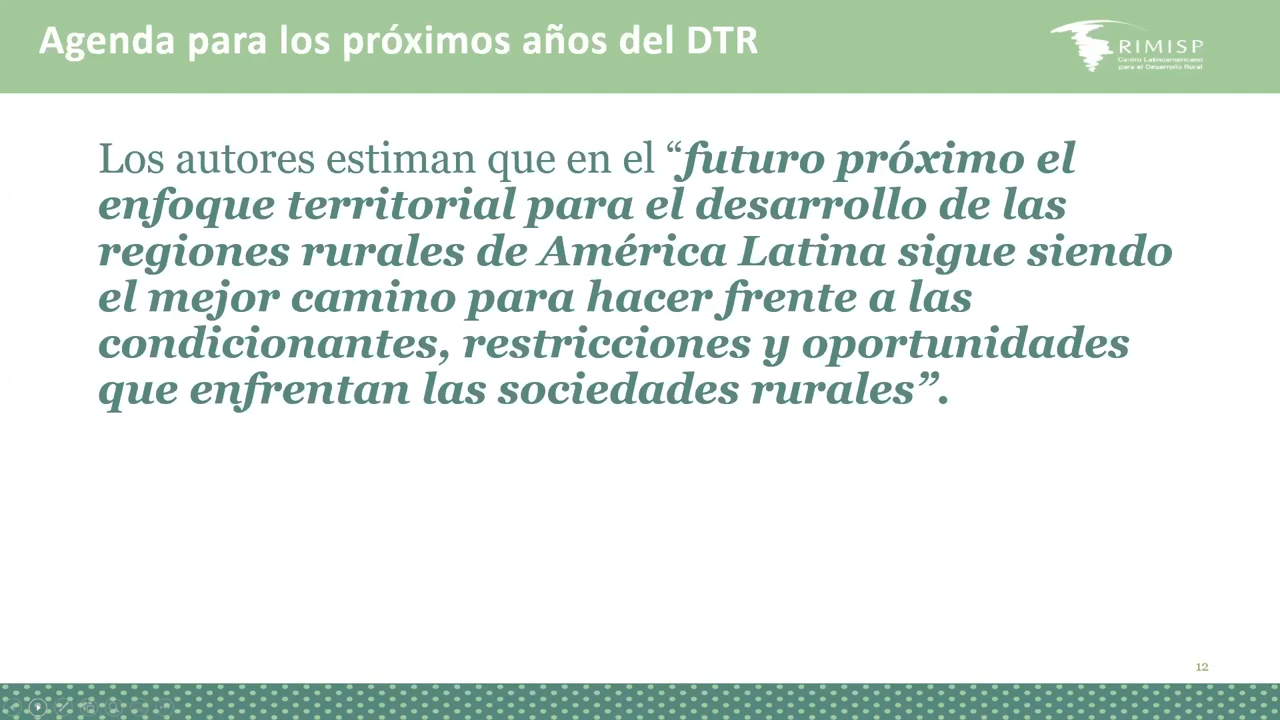 Agenda para los próximos años del DTR
RIMISP
Centro Latinoamericano
para el Desarrollo Rural
Los autores estiman que en el “futuro próximo el
enfoque territorial para el desarrollo de las
regiones rurales de América Latina sigue siendo
el mejor camino para hacer frente a las
condicionantes, restricciones y oportunidades
que enfrentan las sociedades rurales”.
12